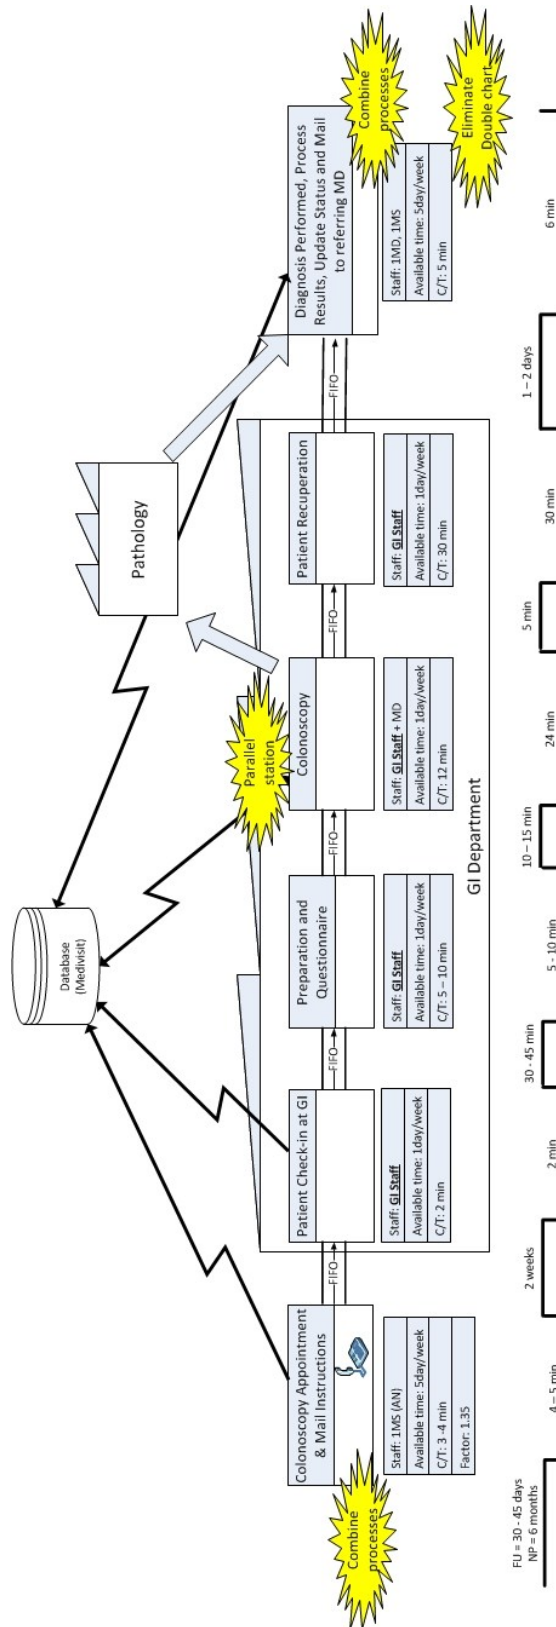 Database
(Medivisit)
Pathology
Combine
processes
Colonoscopy Appointment
& Mail Instructions
Staff: 1MS (AN)
Available time: 5day/week
C/T: 3 -4 min
Factor: 1.35
FIFO
Patient Check-in at GI
Staff: GI Staff
Available time: 1day/week
C/T: 2 min
FIFO
Preparation and
Questionnaire
Staff: GI Staff
Available time: 1day/week
C/T: 5 – 10 min
FIFO
Parallel
station
Colonoscopy
Staff: GI Staff + MD
Available time: 1day/week
C/T: 12 min
FIFO
Patient Recuperation
Staff: GI Staff
Available time: 1day/week
C/T: 30 min
FIFO
Diagnosis Performed, Process
Results, Update Status and Mail
to referring MD
Staff: 1MD, 1MS
Available time: 5day/week
C/T: 5 min
Combine
processes
Eliminate
Double chart
GI Department
FU = 30 - 45 days
NP = 6 months
4 – 5 min
2 weeks
2 min
30 - 45 min
5 - 10 min
10 – 15 min
24 min
5 min
30 min
1 – 2 days
6 min